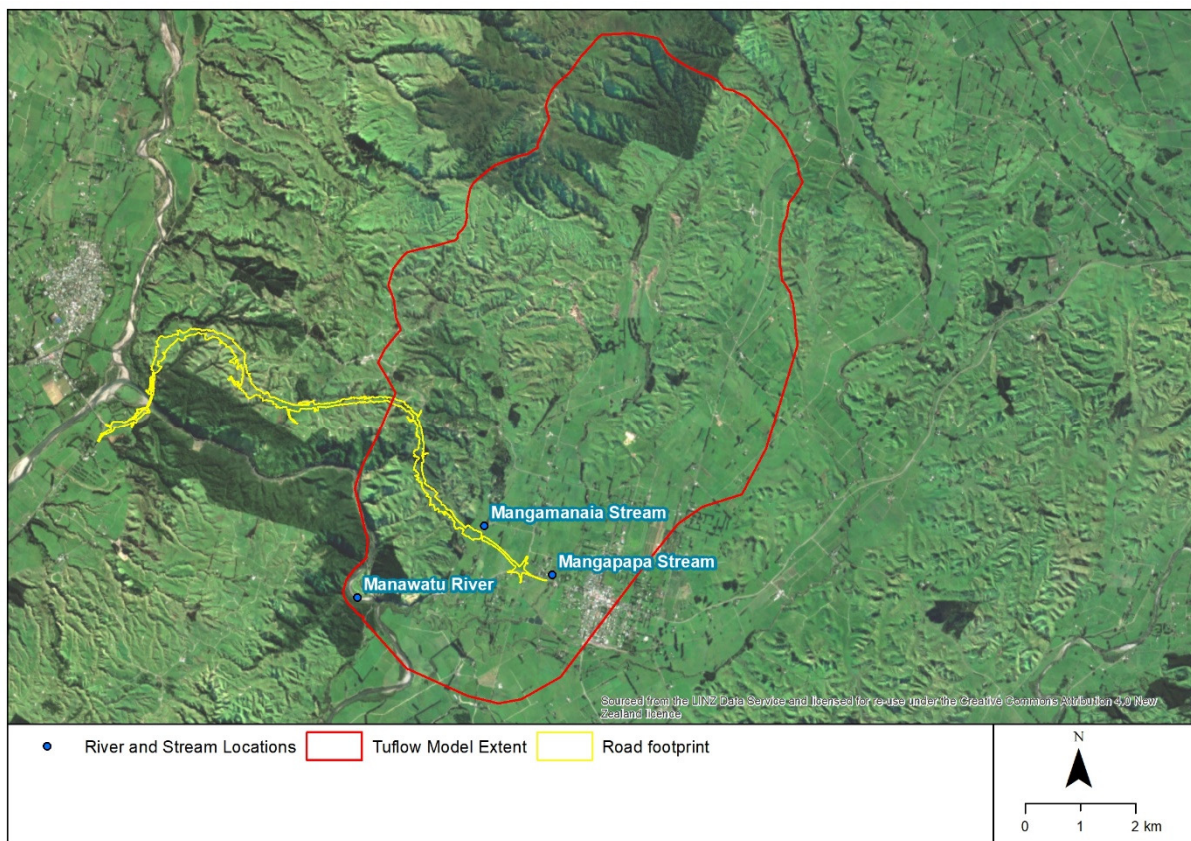 Mangamanaia Stream
Mangapapa Stream
Manawatu River
Sourced from the LINZ Data Service and licensed for re-use under the Creative Commons Attribution 4.0 New
Zealand licence
River and Stream Locations
Tuflow Model Extent
Road footprint
N
0 1 2 km